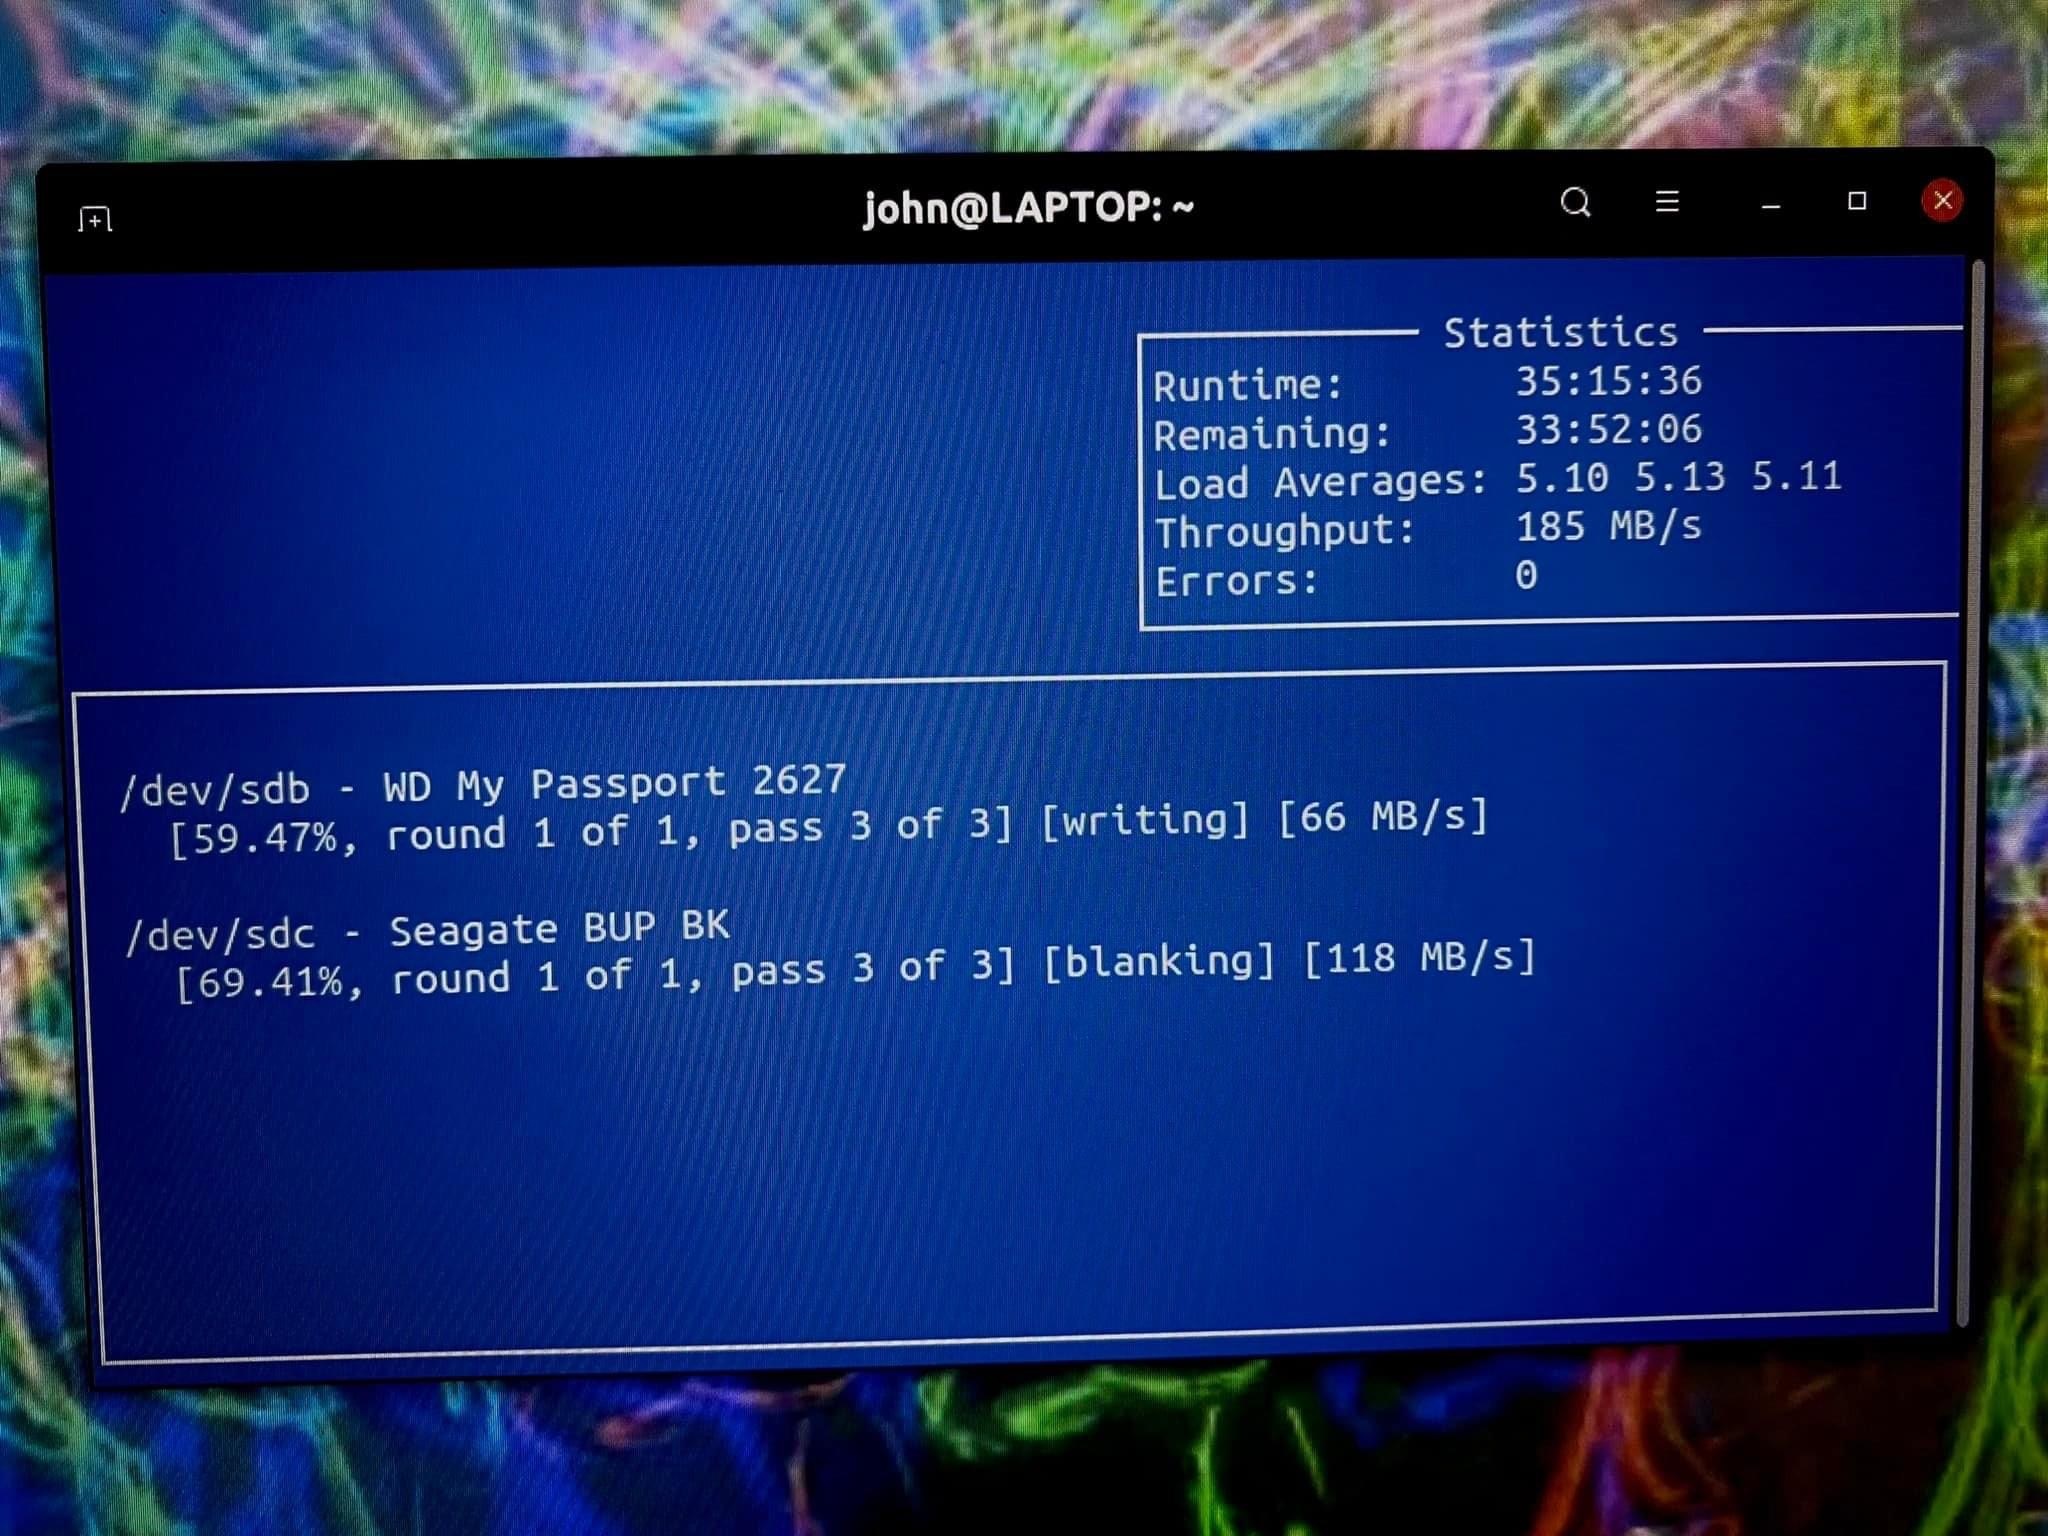 john@LAPTOP: ~
Statistics
Runtime: 35:15:36
Remaining: 33:52:06
Load Averages: 5.10 5.13 5.11
Throughput: 185 MB/s
Errors: 0
/dev/sdb - WD My Passport 2627
[59.47%, round 1 of 1, pass 3 of 3] [writing] [66 MB/s]
/dev/sdc - Seagate BUP BK
[69.41%, round 1 of 1, pass 3 of 3] [blanking] [118 MB/s]